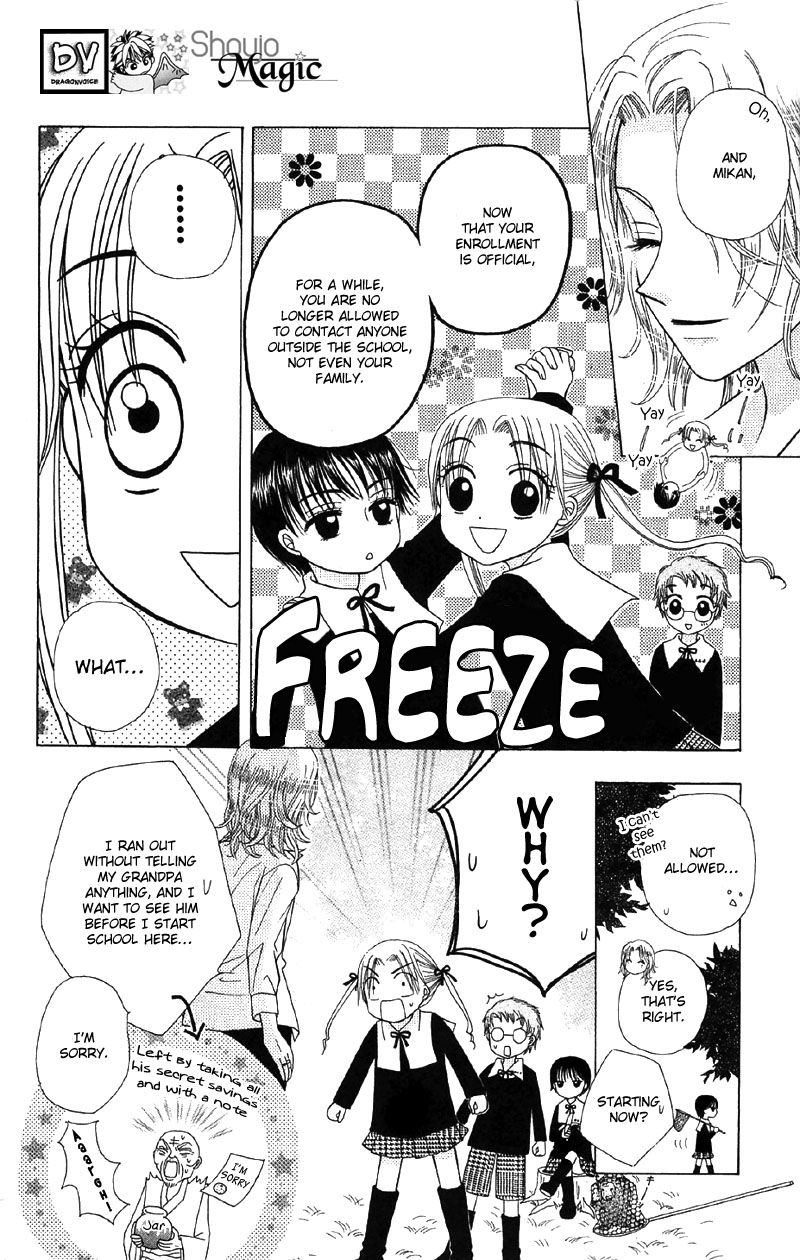 DV
DRAGONVOICE
Shoujo
Magic
Oh,
AND
MIKAN,
Yay
Yay
Yay
NOW
THAT YOUR
ENROLLMENT
IS OFFICIAL,
FOR A WHILE,
YOU ARE NO
LONGER ALLOWED
TO CONTACT ANYONE
OUTSIDE THE SCHOOL,
NOT EVEN YOUR
FAMILY.
FREEZE
......
WHAT...
I can't
see
them?
NOT
ALLOWED...
YES,
THAT'S
RIGHT.
STARTING
NOW?
WHY?
I RAN OUT
WITHOUT TELLING
MY GRANDPA
ANYTHING, AND I
WANT TO SEE HIM
BEFORE I START
SCHOOL HERE...
I'M
SORRY.
Left By taking all
his secret savings
and with a note
Aaargh!
I'M
SORRY
Jar